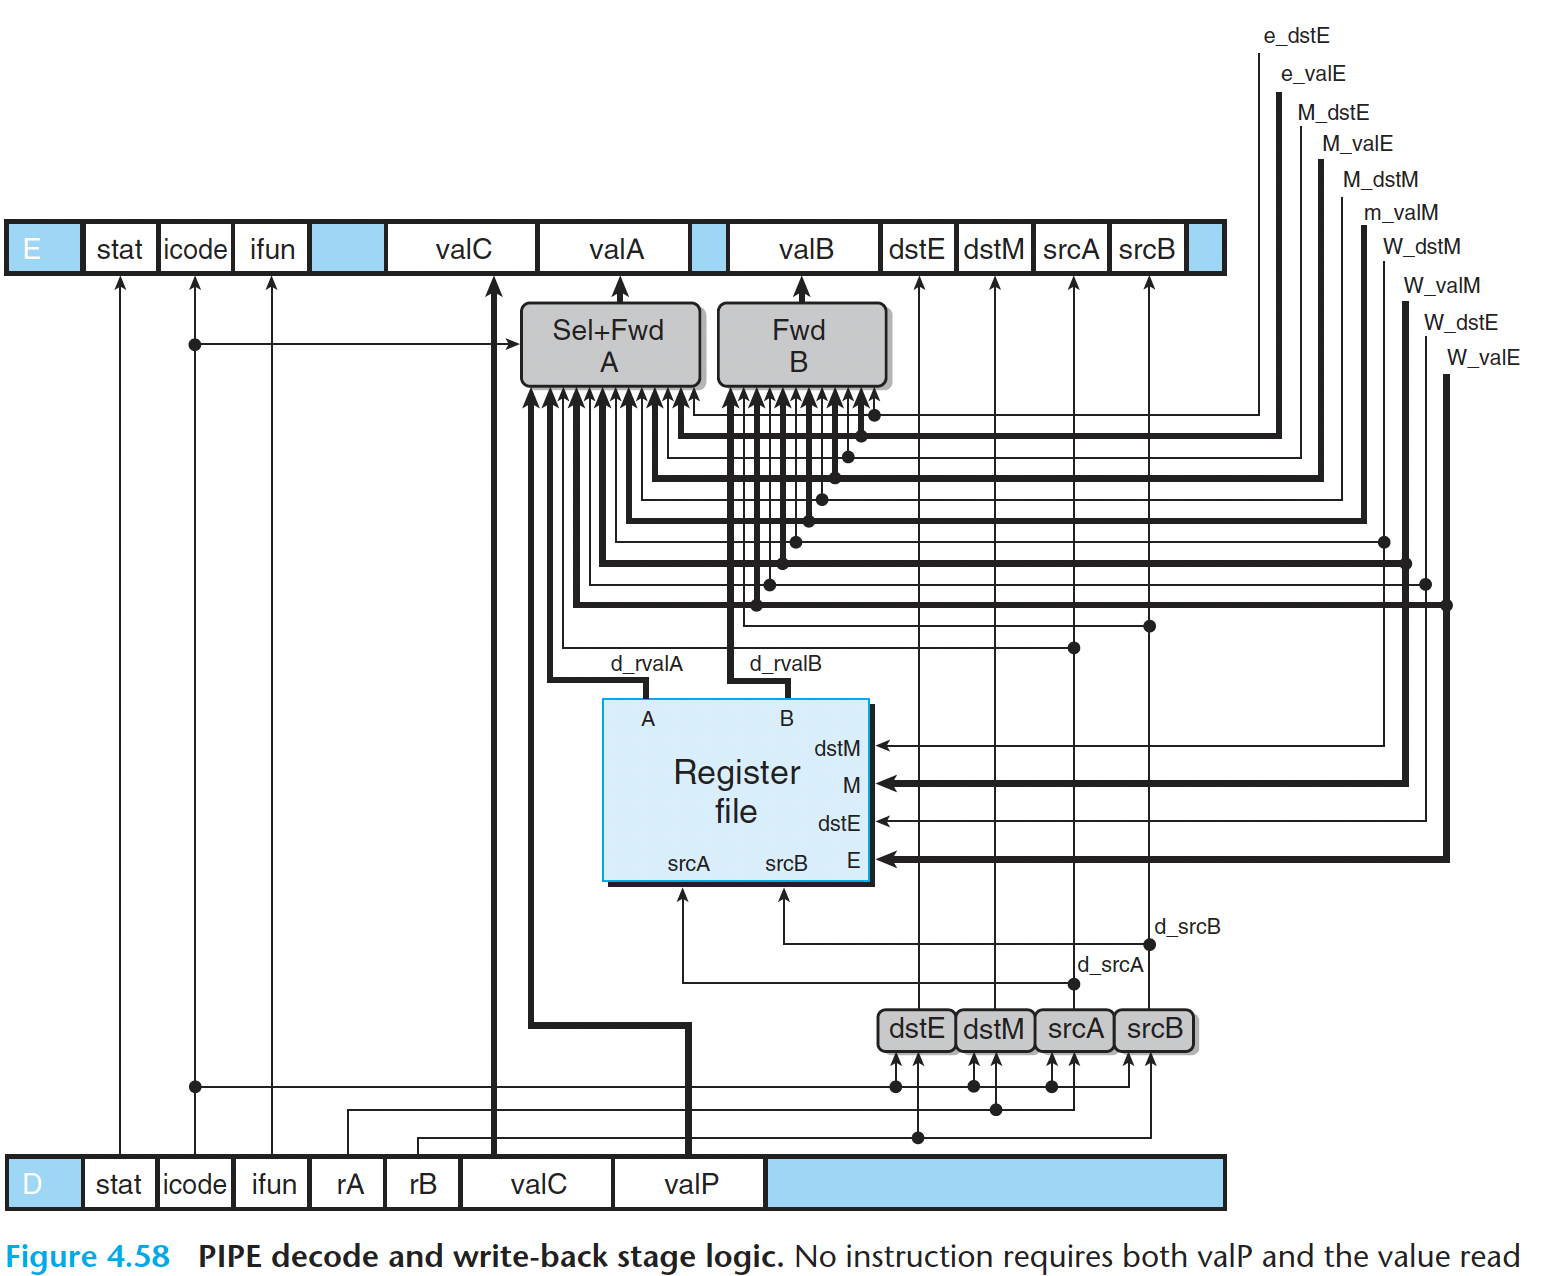 e_dstE
e_valE
M_dstE
M_valE
M_dstM
m_valM
W_dstM
W_valM
W_dstE
W_valE
E stat icode ifun valC valA valB dstE dstM srcA srcB
Sel+Fwd
A
Fwd
B
d_rvalA d_rvalB
A B
dstM
Register
file
M
dstE
E
srcA srcB
d_srcB
d_srcA
dstE dstM srcA srcB
D stat icode ifun rA rB valC valP
Figure 4.58 PIPE decode and write-back stage logic. No instruction requires both valP and the value read